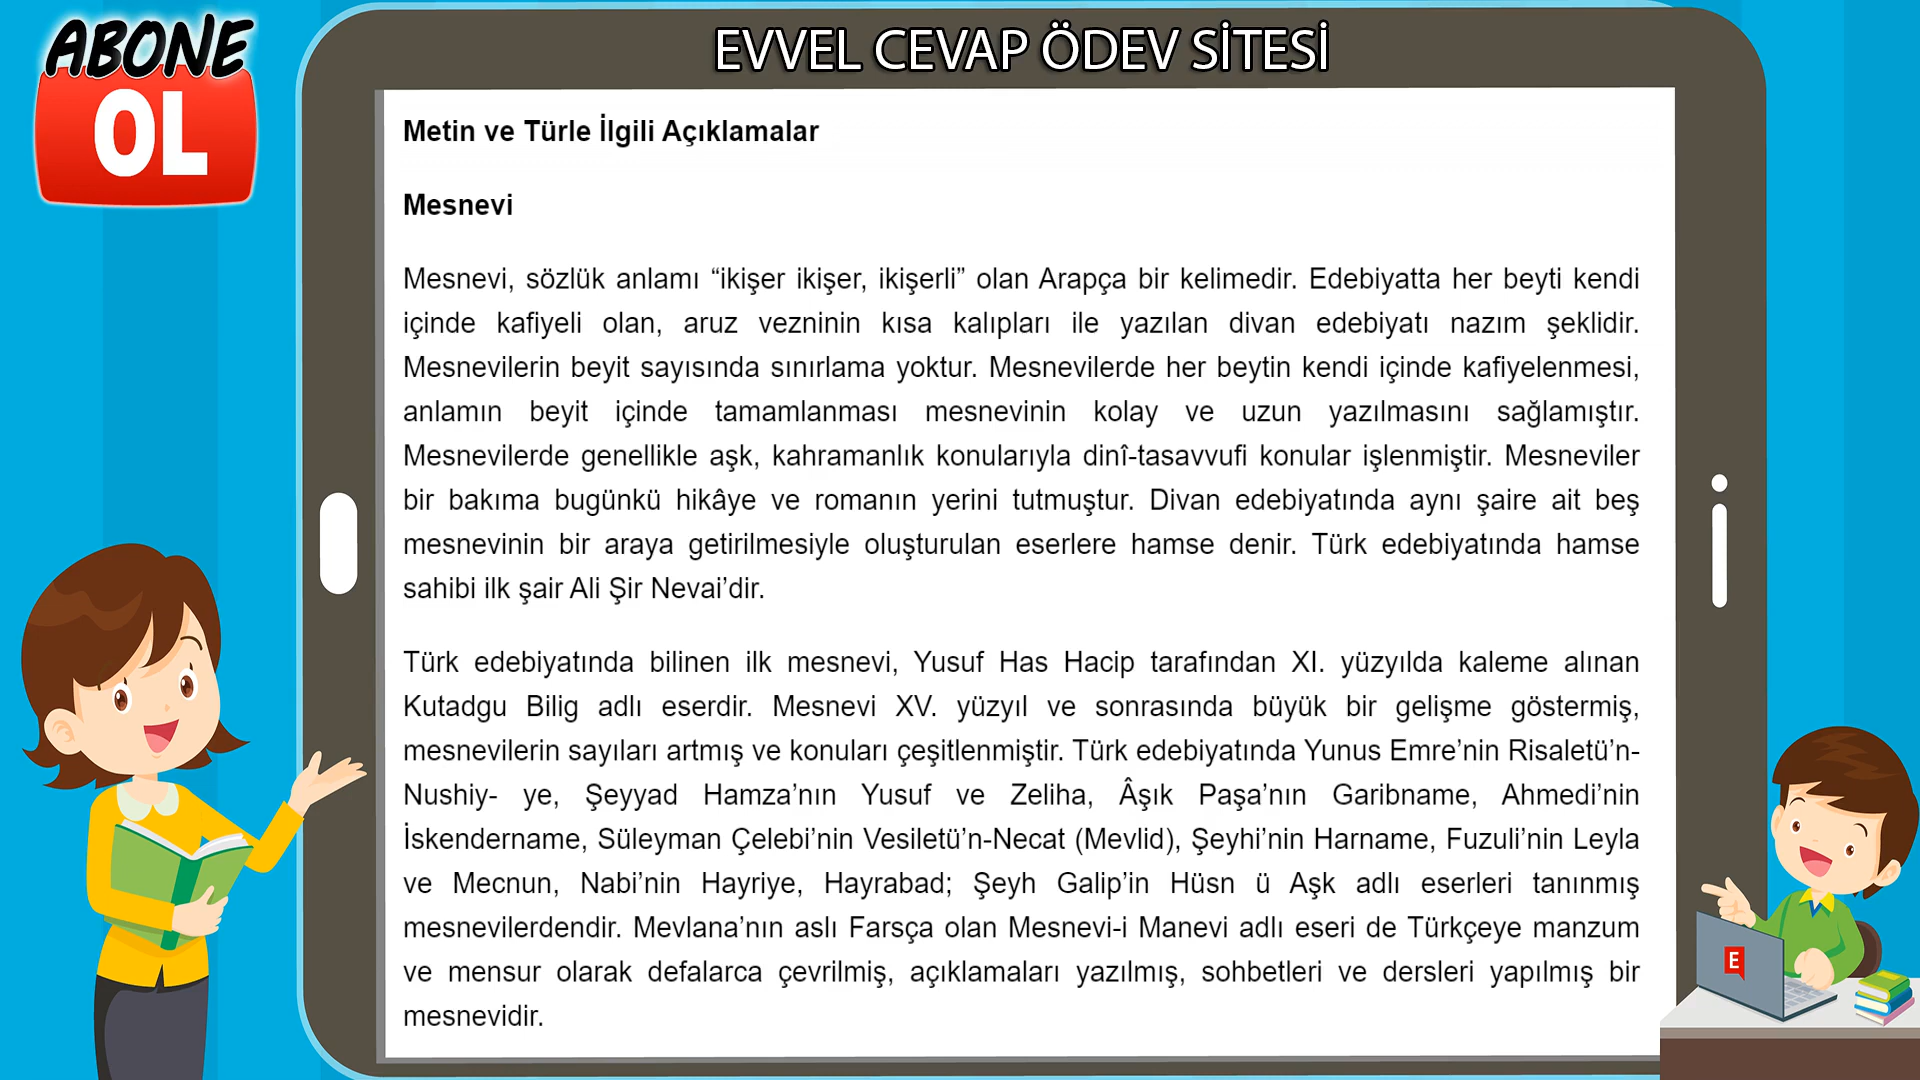 ABONE
OL
EVVEL CEVAP ÖDEV SİTESİ
Metin ve Türle İlgili Açıklamalar
Mesnevi
Mesnevi, sözlük anlamı “ikişer ikişer, ikişerli” olan Arapça bir kelimedir. Edebiyatta her beyti kendi
içinde kafiyeli olan, aruz vezninin kısa kalıpları ile yazılan divan edebiyatı nazım şeklidir.
Mesnevilerin beyit sayısında sınırlama yoktur. Mesnevilerde her beytin kendi içinde kafiyelenmesi,
anlamın beyit içinde tamamlanması mesnevinin kolay ve uzun yazılmasını sağlamıştır.
Mesnevilerde genellikle aşk, kahramanlık konularıyla dinî-tasavvufi konular işlenmiştir. Mesneviler
bir bakıma bugünkü hikâye ve romanın yerini tutmuştur. Divan edebiyatında aynı şaire ait beş
mesnevinin bir araya getirilmesiyle oluşturulan eserlere hamse denir. Türk edebiyatında hamse
sahibi ilk şair Ali Şir Nevai’dir.
Türk edebiyatında bilinen ilk mesnevi, Yusuf Has Hacip tarafından XI. yüzyılda kaleme alınan
Kutadgu Bilig adlı eserdir. Mesnevi XV. yüzyıl ve sonrasında büyük bir gelişme göstermiş,
mesnevilerin sayıları artmış ve konuları çeşitlenmiştir. Türk edebiyatında Yunus Emre’nin Risaletü’n-
Nushiy- ye, Şeyyad Hamza’nın Yusuf ve Zeliha, Âşık Paşa’nın Garibname, Ahmedi’nin
İskendername, Süleyman Çelebi’nin Vesiletü’n-Necat (Mevlid), Şeyhi’nin Harname, Fuzuli’nin Leyla
ve Mecnun, Nabi’nin Hayriye, Hayrabad; Şeyh Galip’in Hüsn ü Aşk adlı eserleri tanınmış
mesnevilerdendir. Mevlana’nın aslı Farsça olan Mesnevi-i Manevi adlı eseri de Türkçeye manzum
ve mensur olarak defalarca çevrilmiş, açıklamaları yazılmış, sohbetleri ve dersleri yapılmış bir
mesnevidir.
E